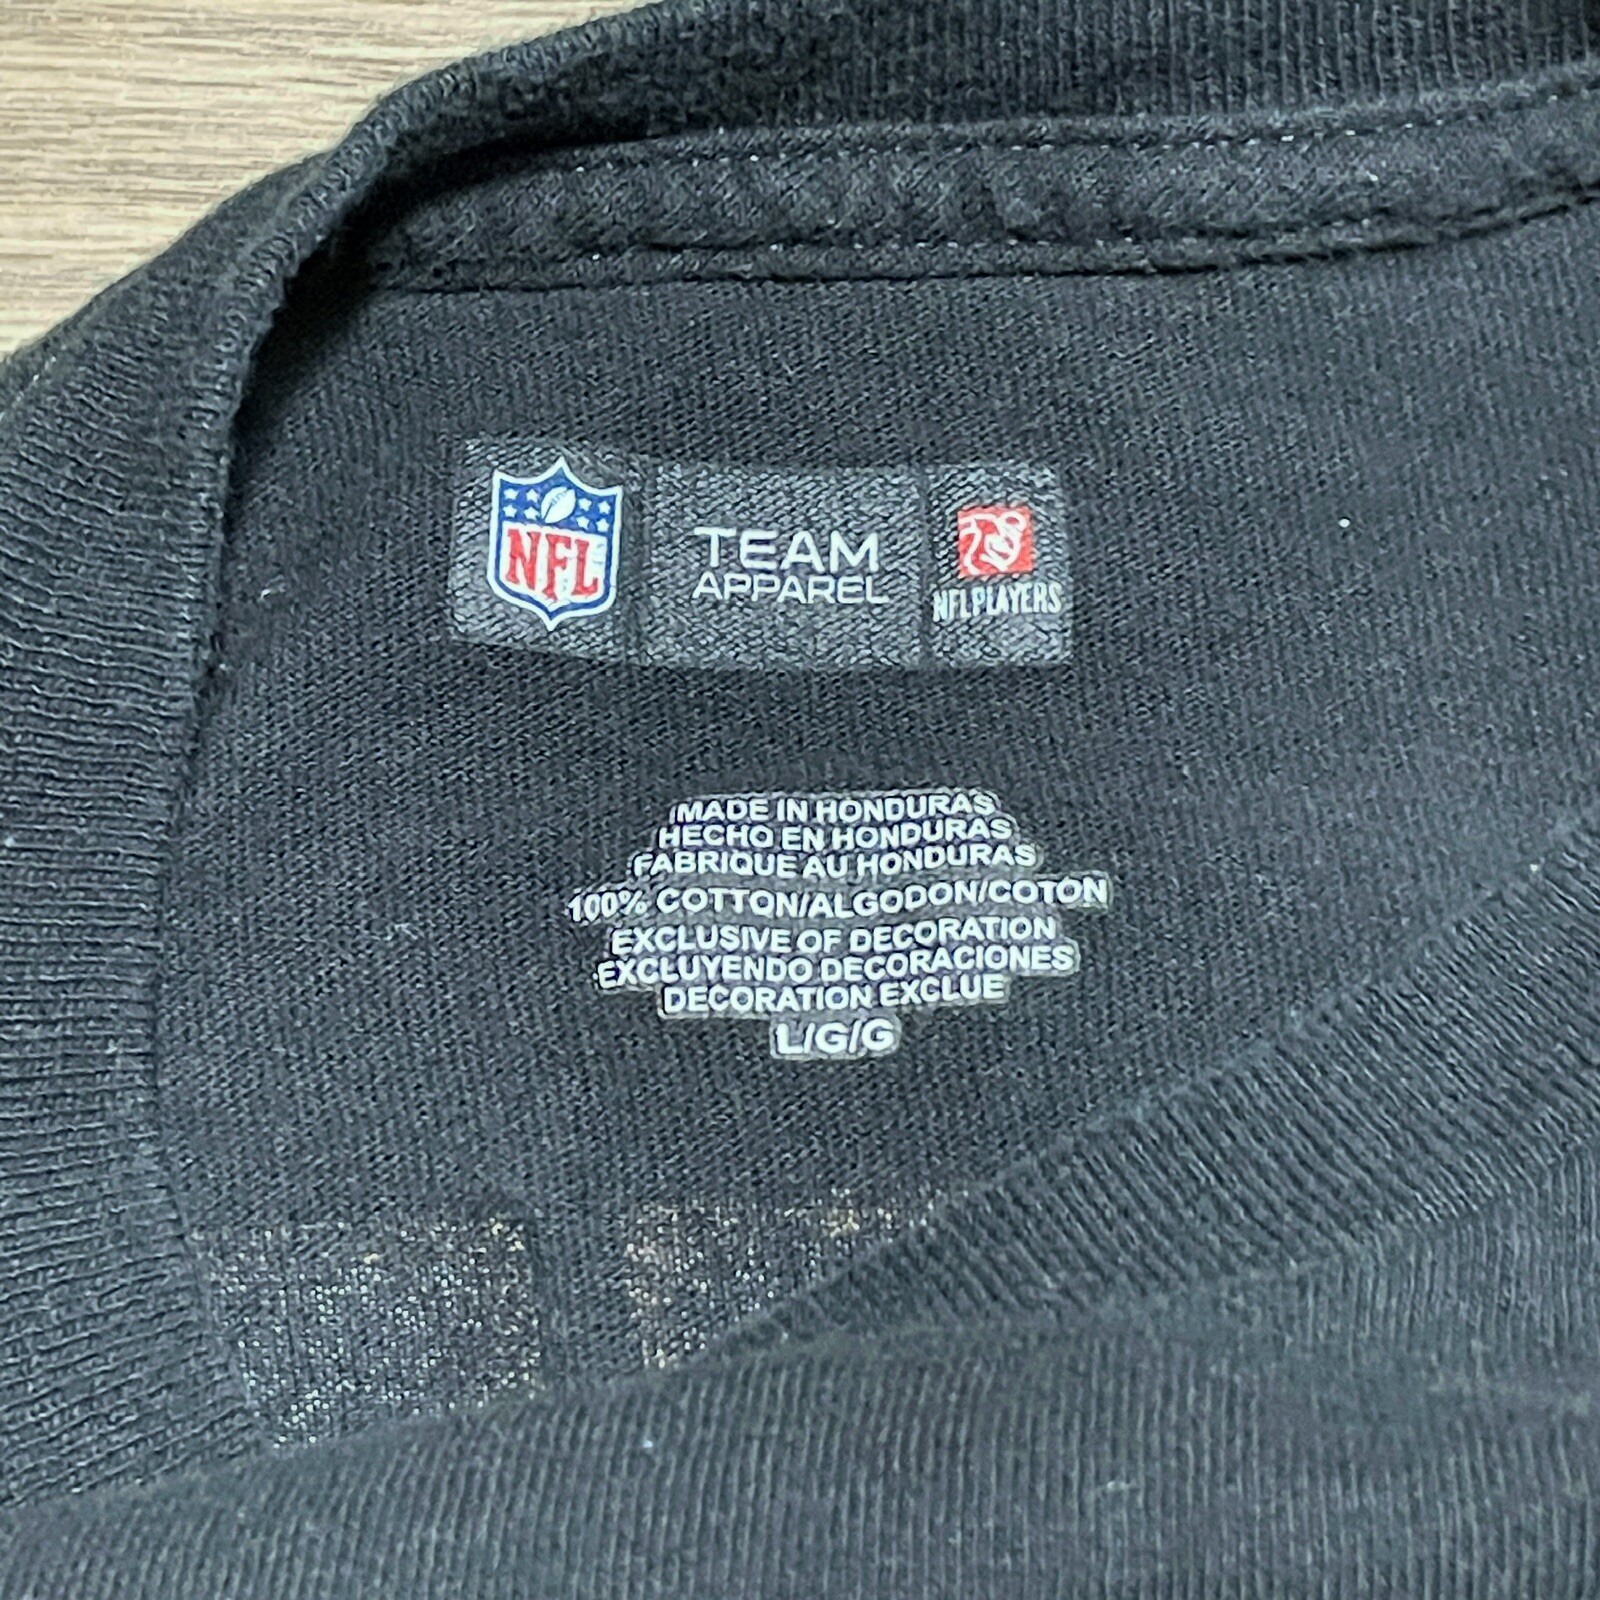 NFL
TEAM
APPAREL
NFLPLAYERS
MADE IN HONDURAS
HECHO EN HONDURAS
FABRIQUE AU HONDURAS
100% COTTON/ALGODON/COTON
EXCLUSIVE OF DECORATION
EXCLUYENDO DECORACIONES
DECORATION EXCLUE
L/G/G